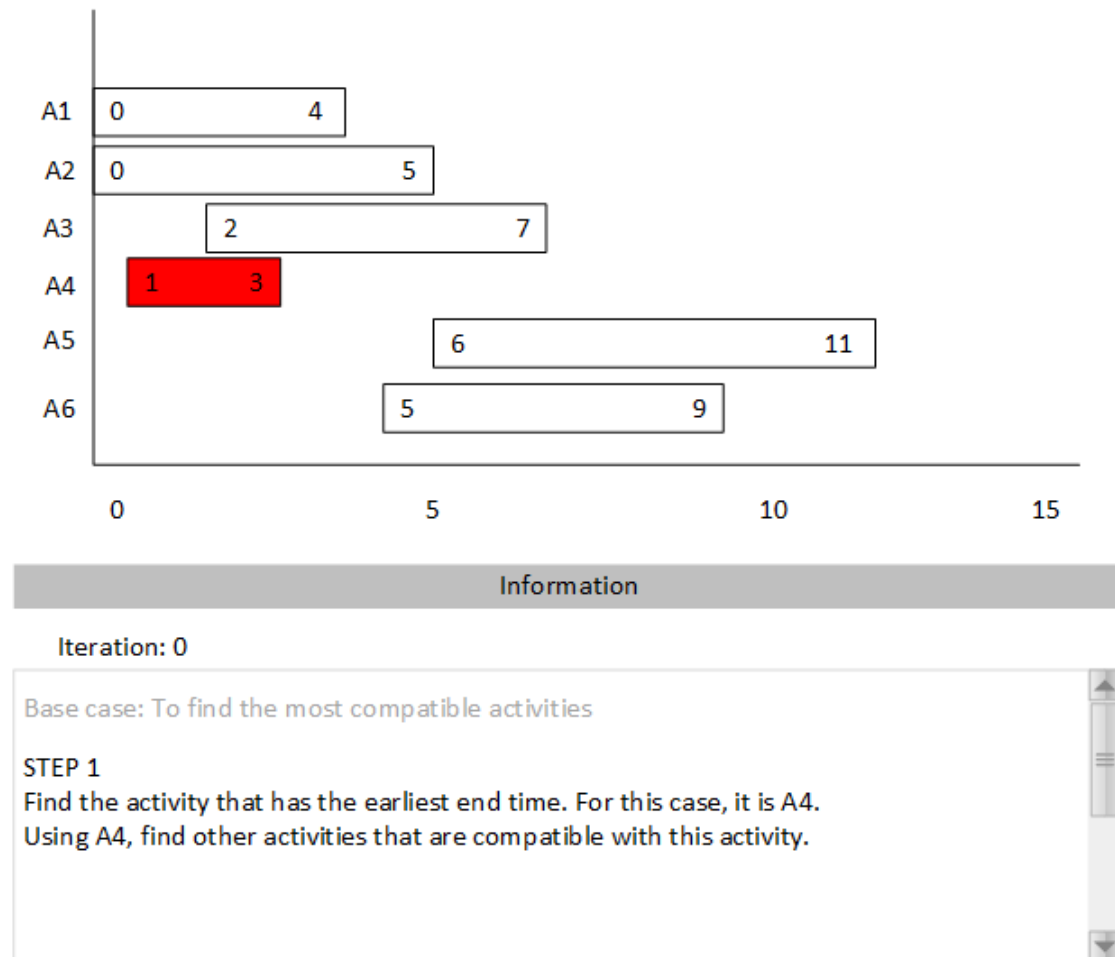 A1 0 4
A2 0 5
A3 2 7
A4 1 3
A5 6 11
A6 5 9
0 5 10 15
Information
Iteration: 0
Base case: To find the most compatible activities
STEP 1
Find the activity that has the earliest end time. For this case, it is A4.
Using A4, find other activities that are compatible with this activity.